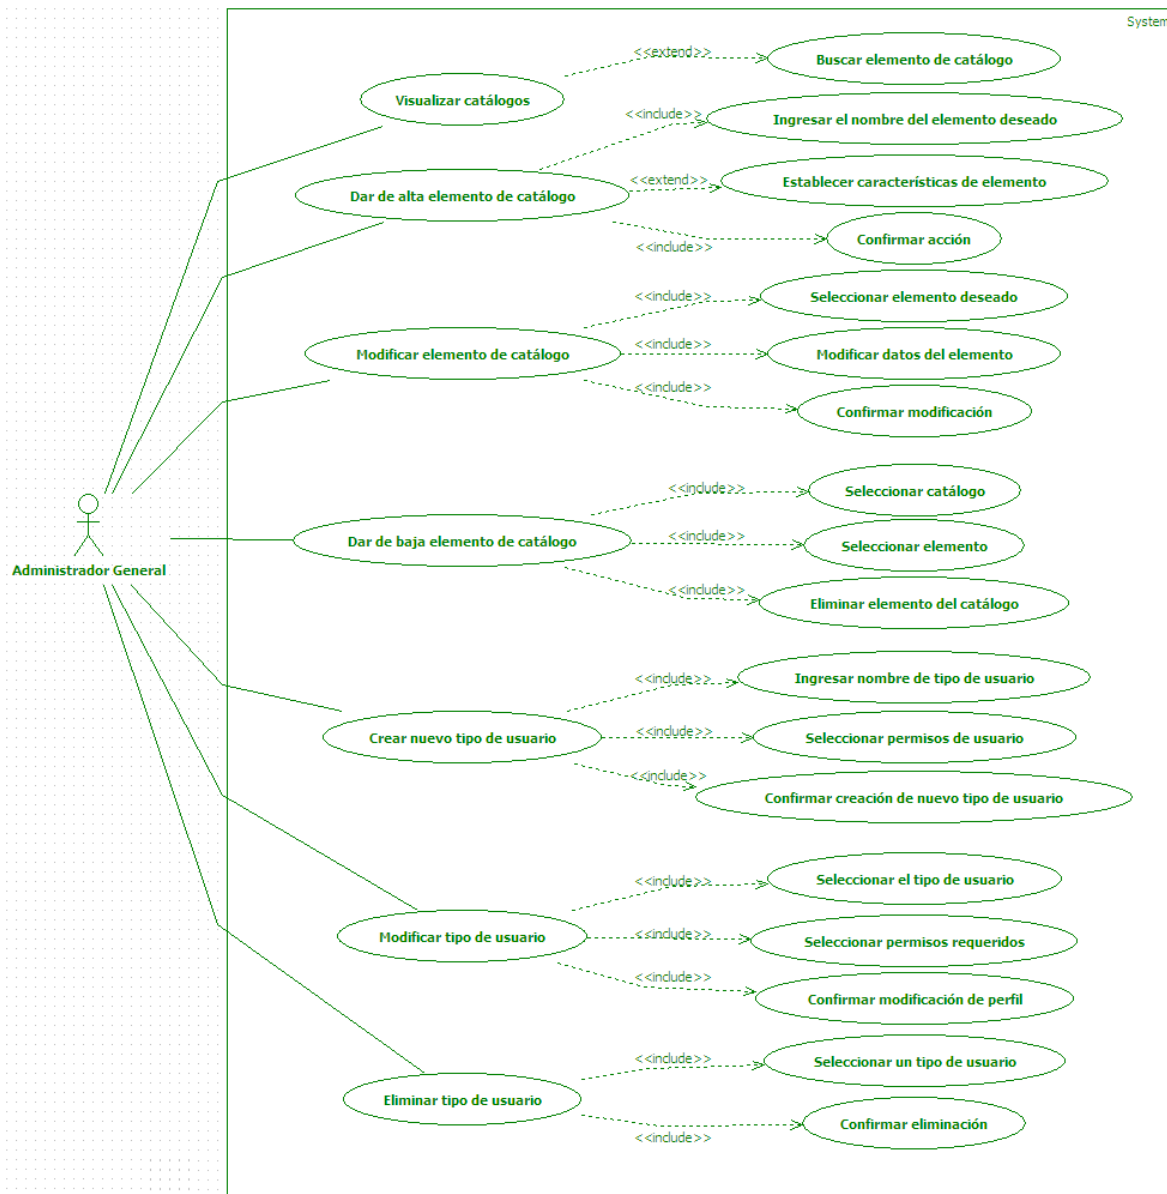 System
<<extend>>
Buscar elemento de catálogo
Visualizar catálogos
<<include>>
Ingresar el nombre del elemento deseado
Dar de alta elemento de catálogo
<<extend>>
Establecer características de elemento
<<include>>
Confirmar acción
<<include>>
Seleccionar elemento deseado
Modificar elemento de catálogo
<<include>>
Modificar datos del elemento
<<include>>
Confirmar modificación
<<include>>
Seleccionar catálogo
Administrador General
Dar de baja elemento de catálogo
<<include>>
Seleccionar elemento
<<include>>
Eliminar elemento del catálogo
<<include>>
Ingresar nombre de tipo de usuario
Crear nuevo tipo de usuario
<<include>>
Seleccionar permisos de usuario
<<include>>
Confirmar creación de nuevo tipo de usuario
<<include>>
Seleccionar el tipo de usuario
Modificar tipo de usuario
<<include>>
Seleccionar permisos requeridos
<<include>>
Confirmar modificación de perfil
<<include>>
Seleccionar un tipo de usuario
Eliminar tipo de usuario
<<include>>
Confirmar eliminación